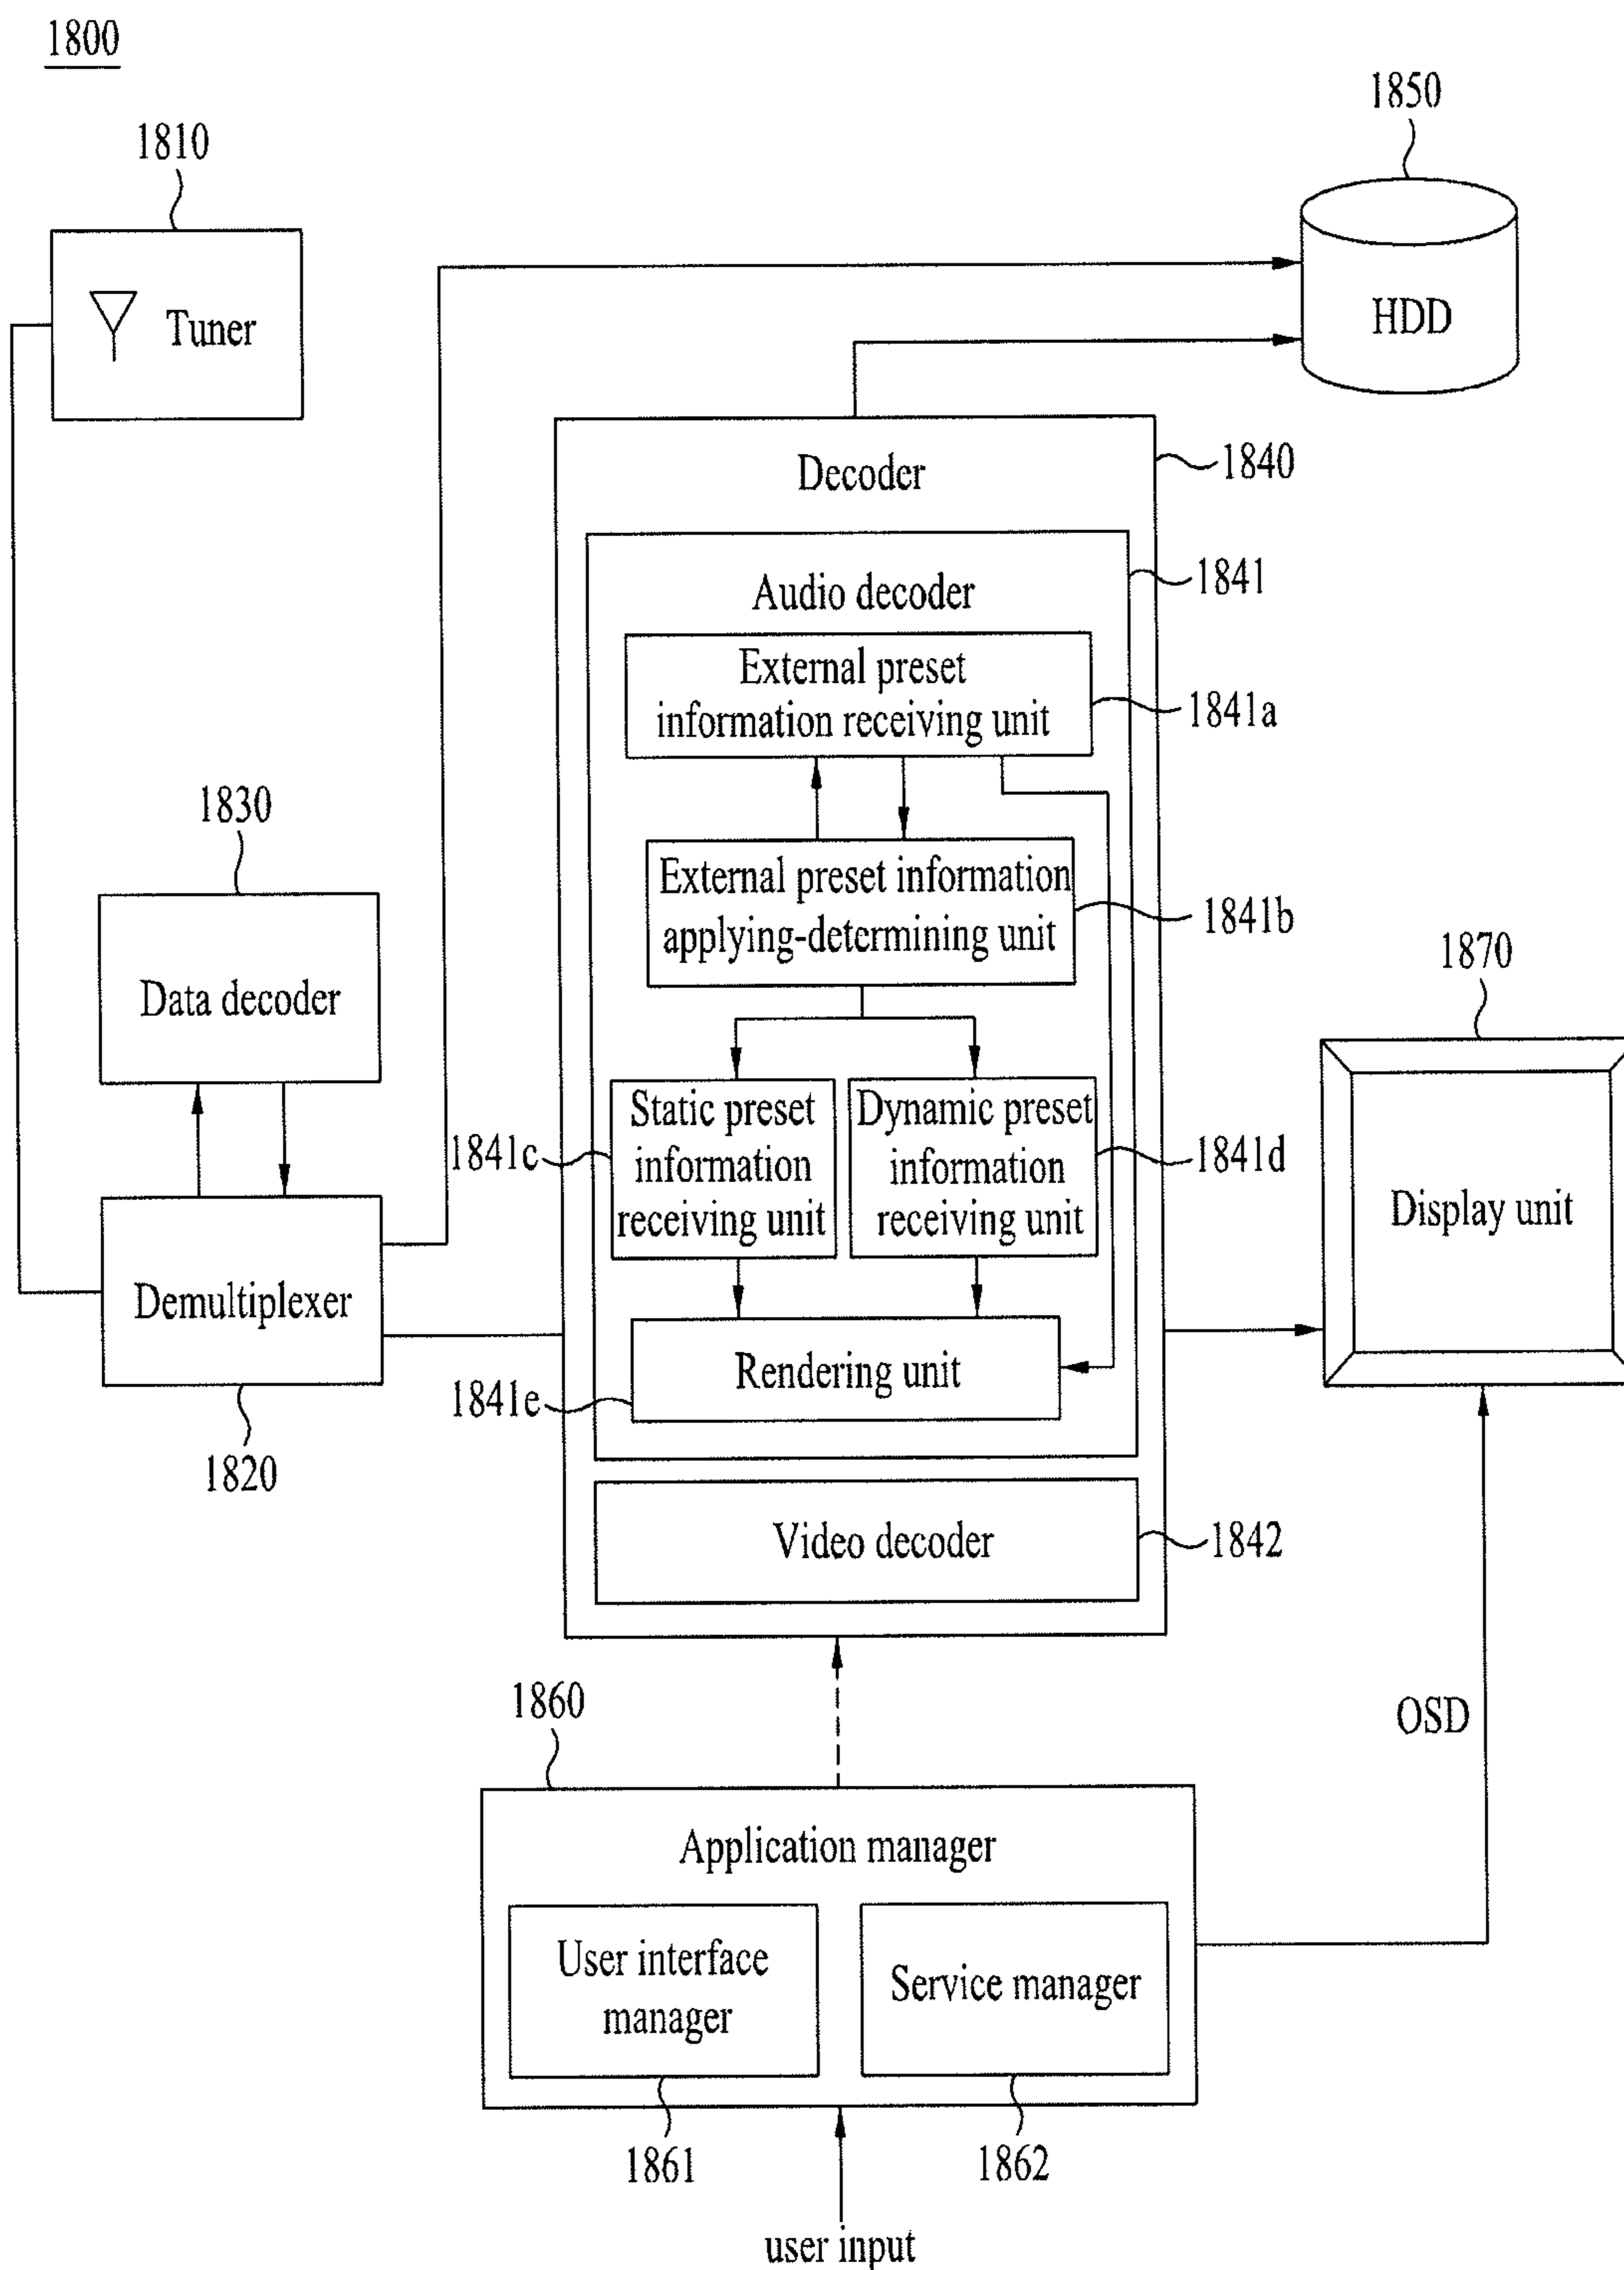 1800
1810
Tuner
1850
HDD
Decoder
1840
Audio decoder
1841
External preset
information receiving unit
1841a
External preset information
applying-determining unit
1841b
1830
Data decoder
Static preset
information
receiving unit
1841c
Dynamic preset
information
receiving unit
1841d
1870
Display unit
Demultiplexer
1820
Rendering unit
1841e
Video decoder
1842
1860
OSD
Application manager
User interface
manager
Service manager
1861
1862
user input